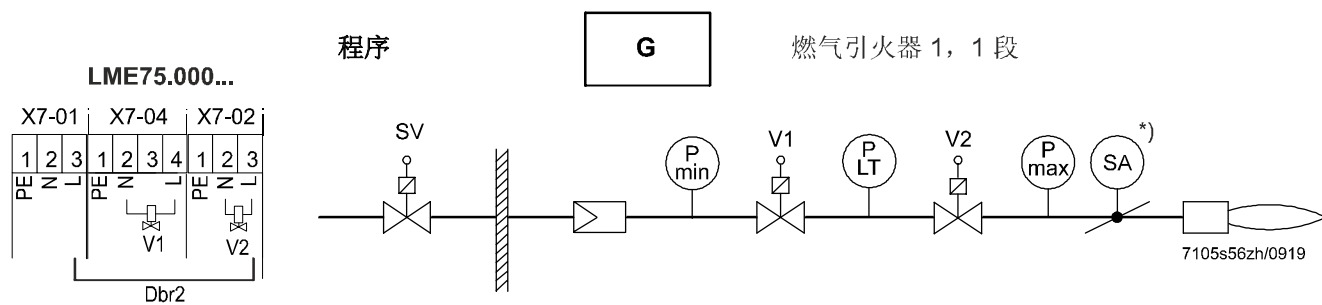 程序
G
燃气引火器 1，1 段
LME75.000...
X7-01 X7-04 X7-02
1 2 3 1 2 3 4 1 2 3
PE N L PE N L PE N L
V1 V2
Dbr2
SV
P min
V1
P LT
V2
P max
SA *)
7105s56zh/0919